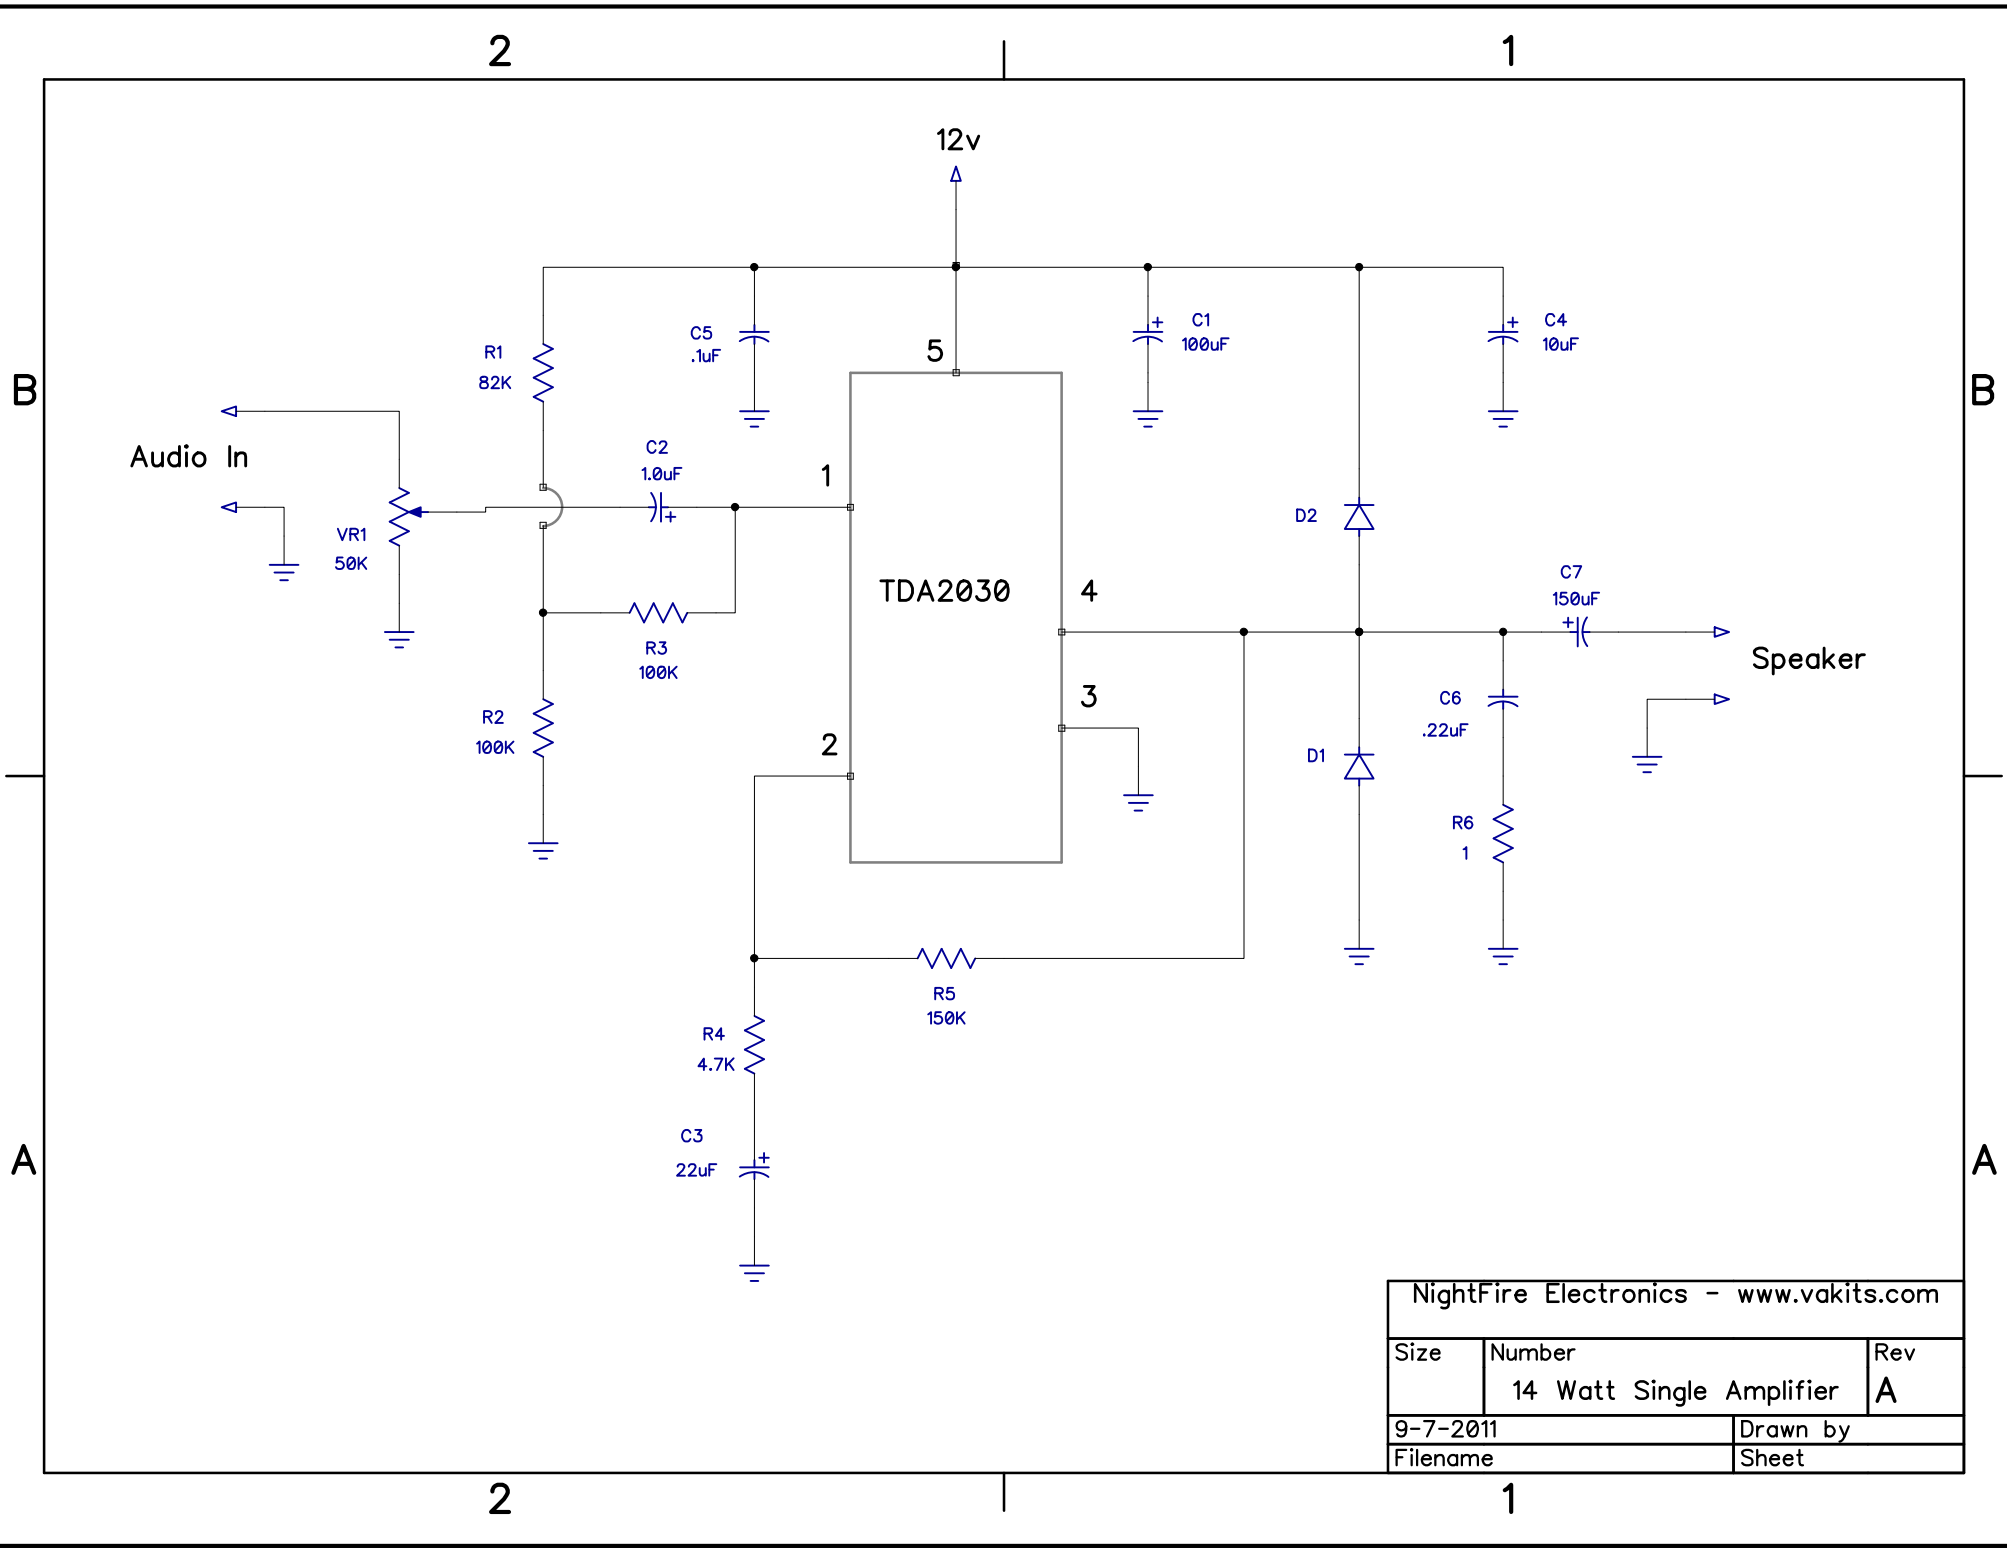 2
1
12v
B
B
R1
82K
C5
.1uF
5
C1
100uF
C4
10uF
Audio In
C2
1.0uF
1
VR1
50K
D2
TDA2030
4
C7
150uF
R3
100K
3
Speaker
R2
100K
2
C6
.22uF
D1
R6
1
R5
150K
R4
4.7K
C3
22uF
A
A
NightFire Electronics - www.vakits.com
Size
Number
Rev
14 Watt Single Amplifier
A
9-7-2011
Drawn by
Filename
Sheet
2
1